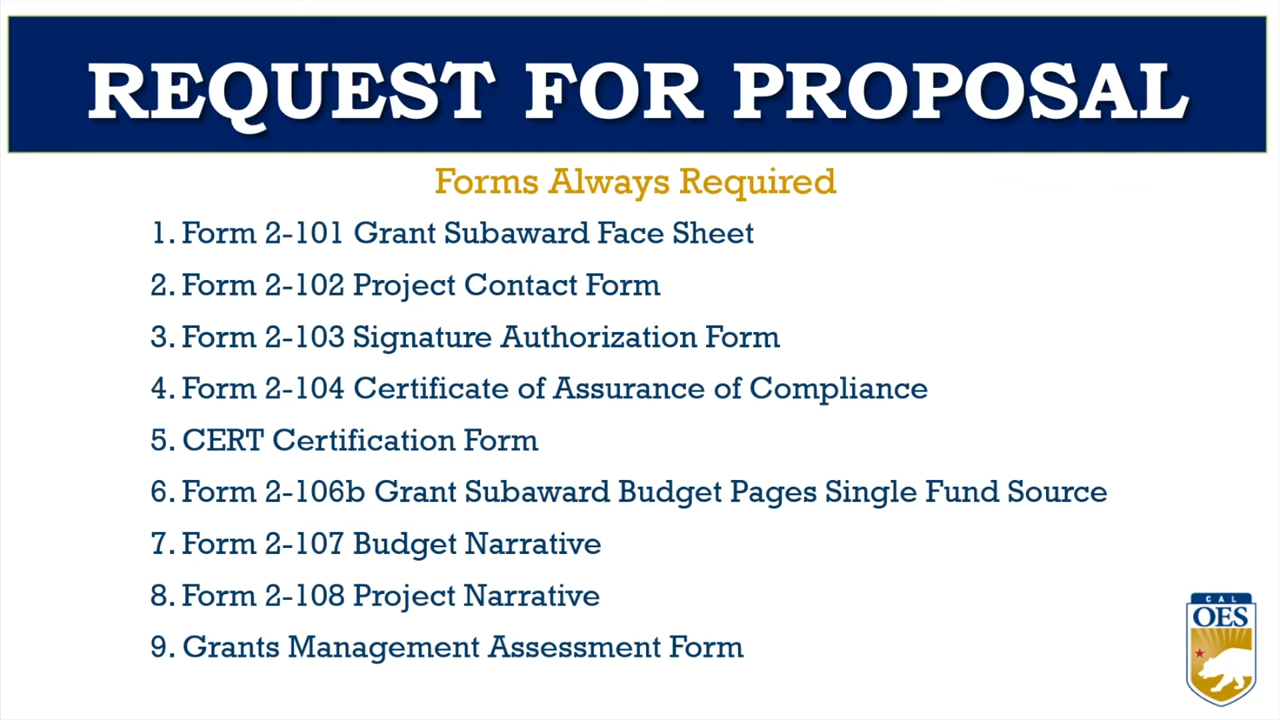 REQUEST FOR PROPOSAL
Forms Always Required
1. Form 2-101 Grant Subaward Face Sheet
2. Form 2-102 Project Contact Form
3. Form 2-103 Signature Authorization Form
4. Form 2-104 Certificate of Assurance of Compliance
5. CERT Certification Form
6. Form 2-106b Grant Subaward Budget Pages Single Fund Source
7. Form 2-107 Budget Narrative
8. Form 2-108 Project Narrative
9. Grants Management Assessment Form
CAL
OES